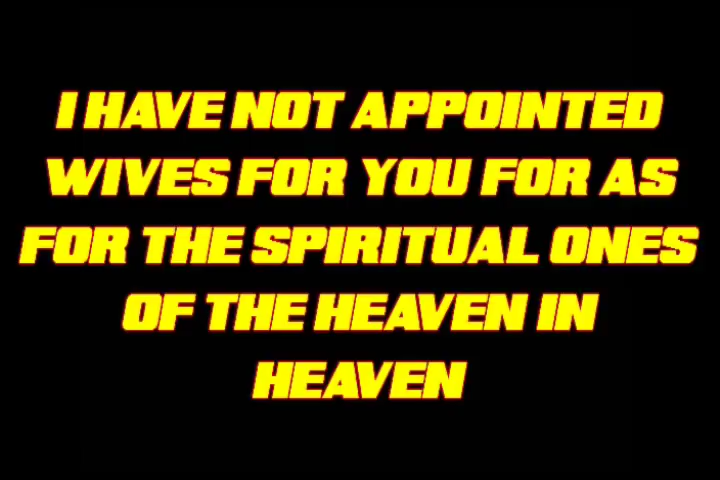 I HAVE NOT APPOINTED
WIVES FOR YOU FOR AS
FOR THE SPIRITUAL ONES
OF THE HEAVEN IN
HEAVEN